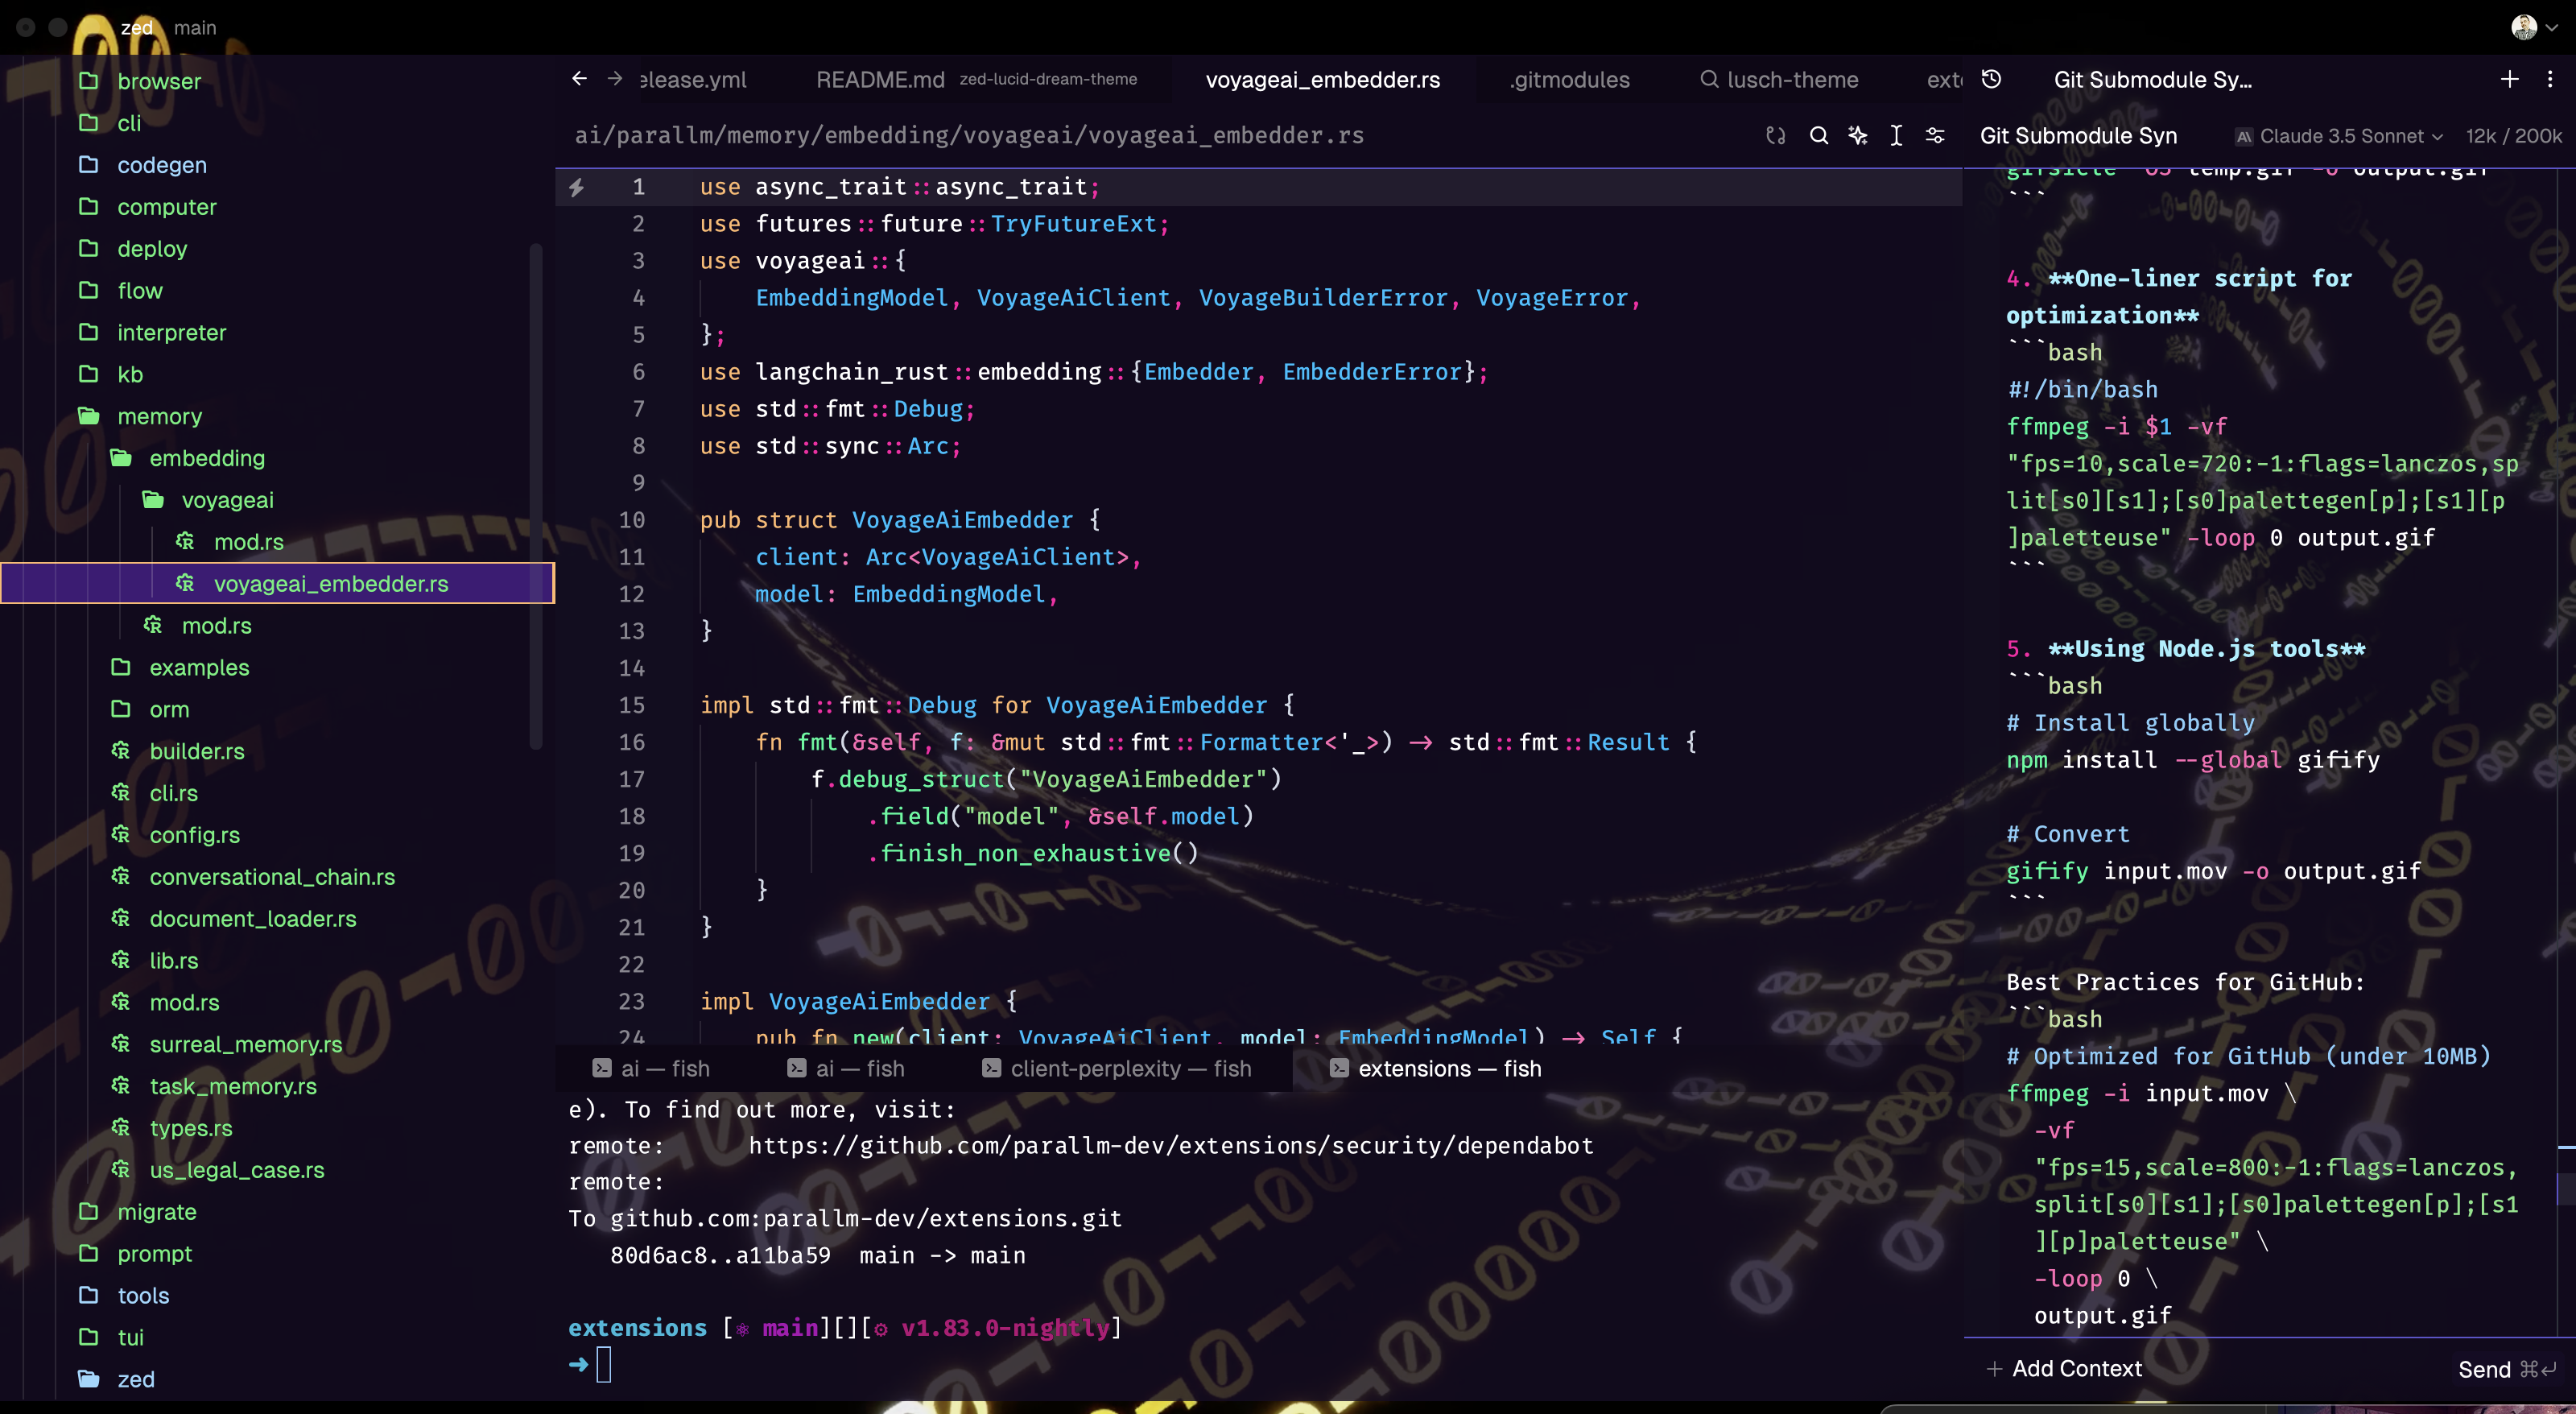 zed main
browser
cli
codegen
computer
deploy
flow
interpreter
kb
memory
embedding
voyageai
mod.rs
voyageai_embedder.rs
mod.rs
examples
orm
builder.rs
cli.rs
config.rs
conversational_chain.rs
document_loader.rs
lib.rs
mod.rs
surreal_memory.rs
task_memory.rs
types.rs
us_legal_case.rs
migrate
prompt
tools
tui
zed
elease.yml README.md zed-lucid-dream-theme voyageai_embedder.rs .gitmodules lusch-theme exte
ai/parallm/memory/embedding/voyageai/voyageai_embedder.rs
1 use async_trait::async_trait;
2 use futures::future::TryFutureExt;
3 use voyageai::{
4 EmbeddingModel, VoyageAiClient, VoyageBuilderError, VoyageError,
5 };
6 use langchain_rust::embedding::{Embedder, EmbedderError};
7 use std::fmt::Debug;
8 use std::sync::Arc;
9
10 pub struct VoyageAiEmbedder {
11 client: Arc<VoyageAiClient>,
12 model: EmbeddingModel,
13 }
14
15 impl std::fmt::Debug for VoyageAiEmbedder {
16 fn fmt(&self, f: &mut std::fmt::Formatter<'_>) -> std::fmt::Result {
17 f.debug_struct("VoyageAiEmbedder")
18 .field("model", &self.model)
19 .finish_non_exhaustive()
20 }
21 }
22
23 impl VoyageAiEmbedder {
24 pub fn new(client: VoyageAiClient, model: EmbeddingModel) -> Self {
ai — fish ai — fish client-perplexity — fish extensions — fish
e). To find out more, visit:
remote: https://github.com/parallm-dev/extensions/security/dependabot
remote:
To github.com:parallm-dev/extensions.git
80d6ac8..a11ba59 main -> main
extensions [⚛ main][][⚙ v1.83.0-nightly]
➜
Git Submodule Sy…
Git Submodule Syn Claude 3.5 Sonnet 12k / 200k
gifsicle -O3 temp.gif -o output.gif
```
4. **One-liner script for
optimization**
```bash
#!/bin/bash
ffmpeg -i $1 -vf
"fps=10,scale=720:-1:flags=lanczos,sp
lit[s0][s1];[s0]palettegen[p];[s1][p
]paletteuse" -loop 0 output.gif
```
5. **Using Node.js tools**
```bash
# Install globally
npm install --global gifify
# Convert
gifify input.mov -o output.gif
```
Best Practices for GitHub:
```bash
# Optimized for GitHub (under 10MB)
ffmpeg -i input.mov \
-vf
"fps=15,scale=800:-1:flags=lanczos,
split[s0][s1];[s0]palettegen[p];[s1
][p]paletteuse" \
-loop 0 \
output.gif
+ Add Context Send ⌘↵